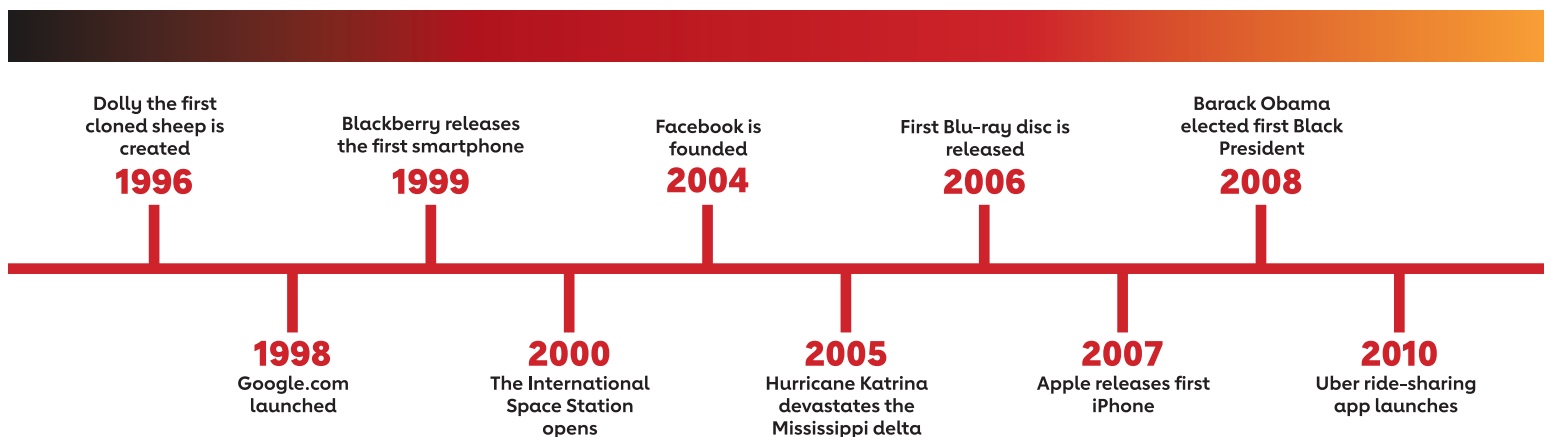 Dolly the first
cloned sheep is
created
1996
Blackberry releases
the first smartphone
1999
Facebook is
founded
2004
First Blu-ray disc is
released
2006
Barack Obama
elected first Black
President
2008
1998
Google.com
launched
2000
The International
Space Station
opens
2005
Hurricane Katrina
devastates the
Mississippi delta
2007
Apple releases first
iPhone
2010
Uber ride-sharing
app launches